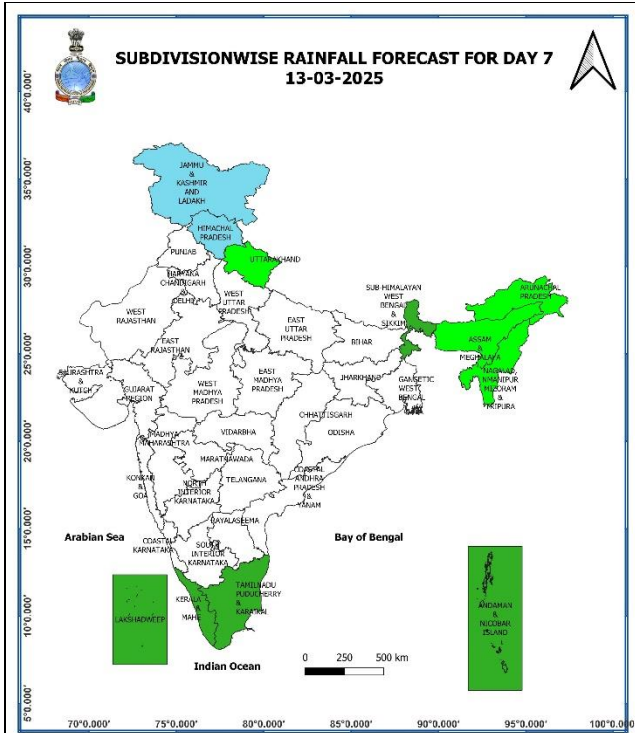 SUBDIVISIONWISE RAINFALL FORECAST FOR DAY 7
13-03-2025
40°0.000'
35°0.000'
30°0.000'
25°0.000'
20°0.000'
15°0.000'
10°0.000'
5°0.000'
JAMMU
&
KASHMIR
AND
LADAKH
HIMACHAL
PRADESH
PUNJAB
UTTARAKHAND
HARYANA
CHANDIGARH
&
DELHI
WEST
UTTAR
PRADESH
WEST
RAJASTHAN
EAST
RAJASTHAN
EAST
UTTAR
PRADESH
SUB-HIMALAYAN
WEST
BENGAL
&
SIKKIM
ARUNACHAL
PRADESH
BIHAR
ASSAM
&
MEGHALAYA
SAURASHTRA
&
KUTCH
GUJARAT
REGION
WEST
MADHYA
PRADESH
EAST
MADHYA
PRADESH
JHARKHAND
GANGETIC
WEST
BENGAL
MIZORAM
&
TRIPURA
CHHATTISGARH
ODISHA
MADHYA
MAHARASHTRA
VIDARBHA
MARATHAWADA
KONKAN
&
GOA
NORTH
INTERIOR
KARNATAKA
TELANGANA
COASTAL
ANDHRA
PRADESH
&
YANAM
RAYALASEEMA
Arabian Sea
Bay of Bengal
COASTAL
KARNATAKA
SOUTH
INTERIOR
KARNATAKA
LAKSHADWEEP
KERALA
&
MAHE
TAMILNADU
PUDUCHERRY
&
KARAIKAL
ANDAMAN
&
NICOBAR
ISLAND
Indian Ocean
0 250 500 km
70°0.000' 75°0.000' 80°0.000' 85°0.000' 90°0.000' 95°0.000' 100°0.000'